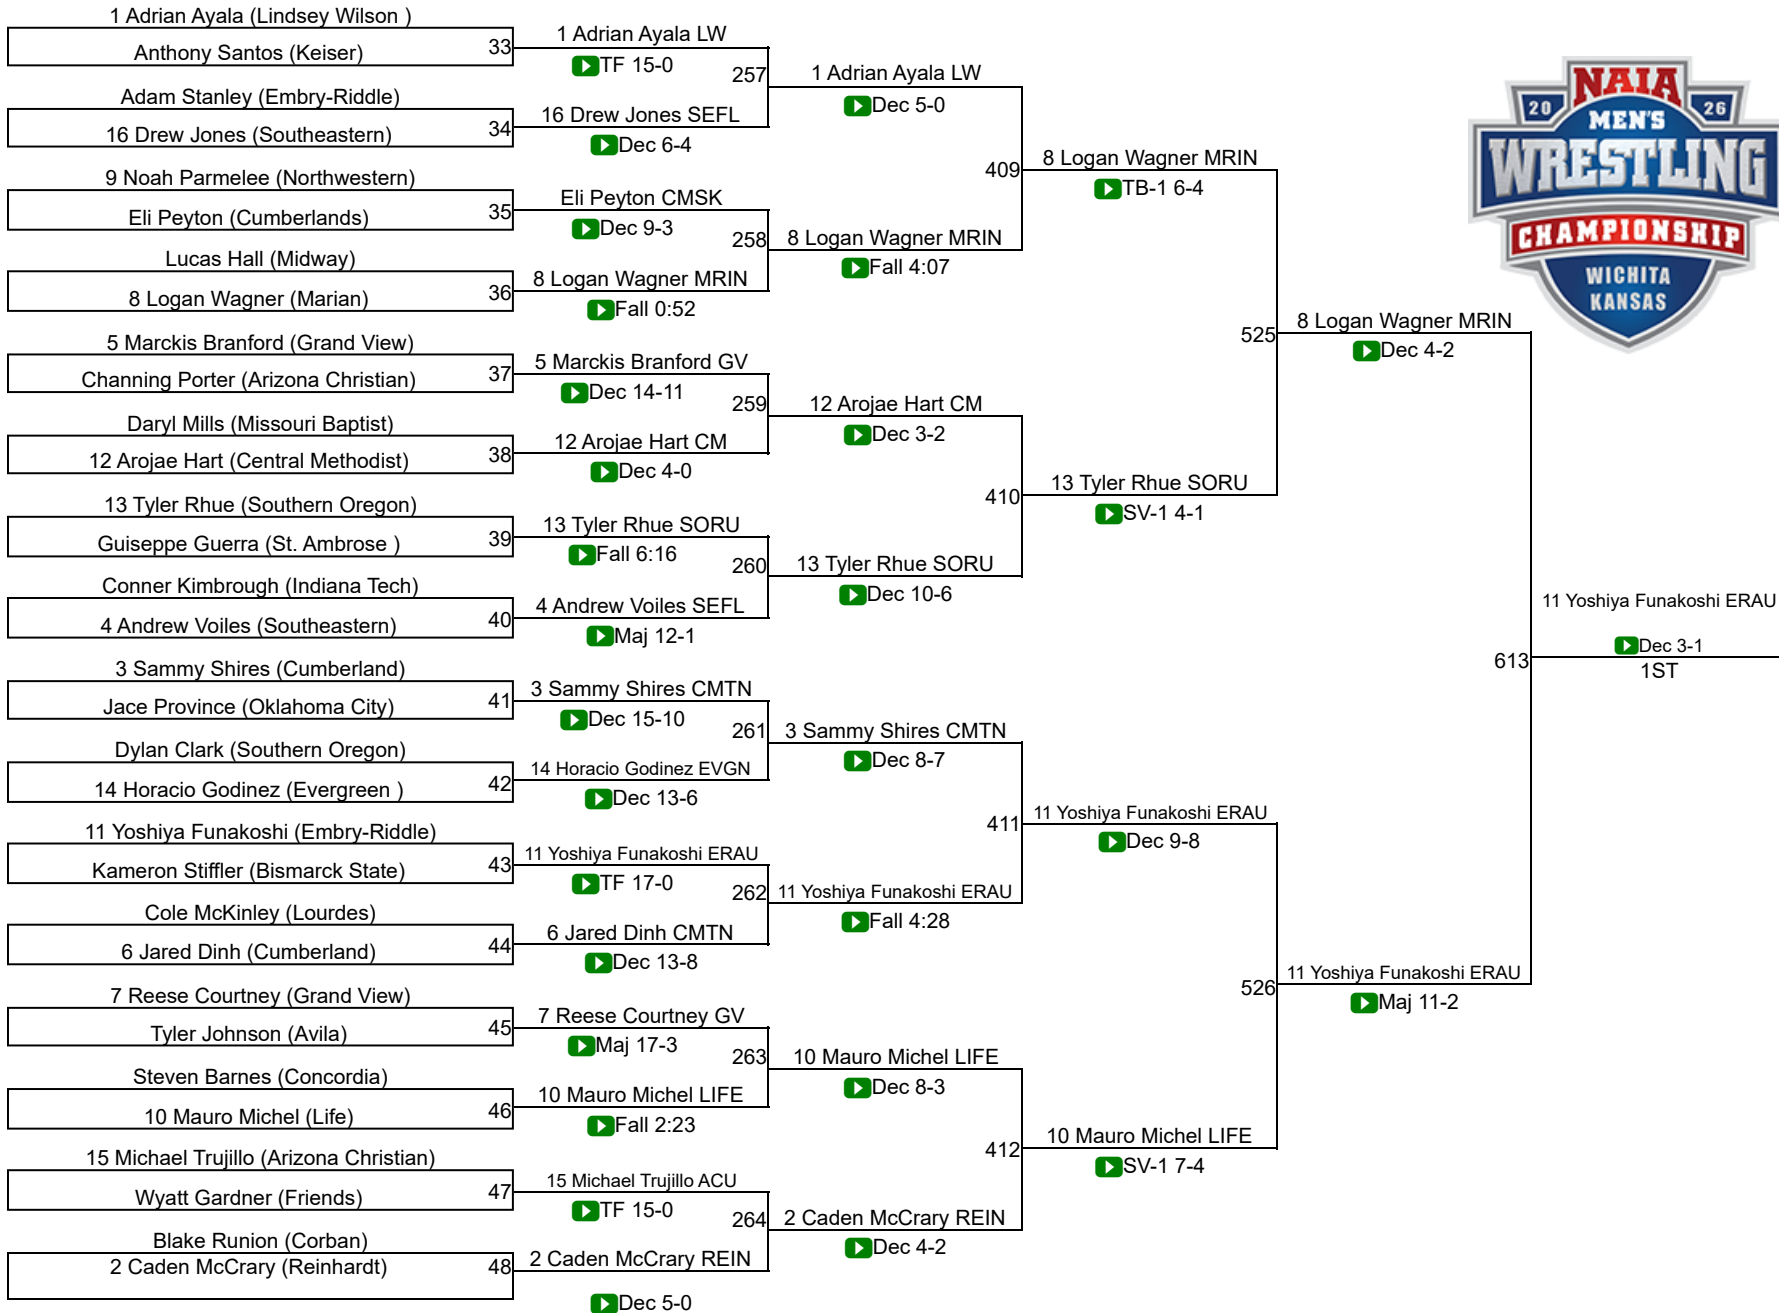 1 Adrian Ayala (Lindsey Wilson )
Anthony Santos (Keiser)
33
Adam Stanley (Embry-Riddle)
16 Drew Jones (Southeastern)
34
9 Noah Parmelee (Northwestern)
Eli Peyton (Cumberlands)
35
Lucas Hall (Midway)
8 Logan Wagner (Marian)
36
5 Marckis Branford (Grand View)
Channing Porter (Arizona Christian)
37
Daryl Mills (Missouri Baptist)
12 Arojae Hart (Central Methodist)
38
13 Tyler Rhue (Southern Oregon)
Guiseppe Guerra (St. Ambrose )
39
Conner Kimbrough (Indiana Tech)
4 Andrew Voiles (Southeastern)
40
3 Sammy Shires (Cumberland)
Jace Province (Oklahoma City)
41
Dylan Clark (Southern Oregon)
14 Horacio Godinez (Evergreen )
42
11 Yoshiya Funakoshi (Embry-Riddle)
Kameron Stiffler (Bismarck State)
43
Cole McKinley (Lourdes)
6 Jared Dinh (Cumberland)
44
7 Reese Courtney (Grand View)
Tyler Johnson (Avila)
45
Steven Barnes (Concordia)
10 Mauro Michel (Life)
46
15 Michael Trujillo (Arizona Christian)
Wyatt Gardner (Friends)
47
Blake Runion (Corban)
2 Caden McCrary (Reinhardt)
48
1 Adrian Ayala LW
TF 15-0
257
16 Drew Jones SEFL
Dec 6-4
Eli Peyton CMSK
Dec 9-3
258
8 Logan Wagner MRIN
Fall 0:52
5 Marckis Branford GV
Dec 14-11
259
12 Arojae Hart CM
Dec 4-0
13 Tyler Rhue SORU
Fall 6:16
260
4 Andrew Voiles SEFL
Maj 12-1
3 Sammy Shires CMTN
Dec 15-10
261
14 Horacio Godinez EVGN
Dec 13-6
11 Yoshiya Funakoshi ERAU
TF 17-0
262
6 Jared Dinh CMTN
Dec 13-8
7 Reese Courtney GV
Maj 17-3
263
10 Mauro Michel LIFE
Fall 2:23
15 Michael Trujillo ACU
TF 15-0
264
2 Caden McCrary REIN
Dec 5-0
1 Adrian Ayala LW
Dec 5-0
409
8 Logan Wagner MRIN
Fall 4:07
12 Arojae Hart CM
Dec 3-2
410
13 Tyler Rhue SORU
Dec 10-6
3 Sammy Shires CMTN
Dec 8-7
411
11 Yoshiya Funakoshi ERAU
Fall 4:28
10 Mauro Michel LIFE
Dec 8-3
412
2 Caden McCrary REIN
Dec 4-2
8 Logan Wagner MRIN
TB-1 6-4
525
13 Tyler Rhue SORU
SV-1 4-1
11 Yoshiya Funakoshi ERAU
Dec 9-8
526
10 Mauro Michel LIFE
SV-1 7-4
8 Logan Wagner MRIN
Dec 4-2
613
11 Yoshiya Funakoshi ERAU
Maj 11-2
11 Yoshiya Funakoshi ERAU
Dec 3-1
1ST
NAIA
20 26
MEN'S
WRESTLING
CHAMPIONSHIP
WICHITA
KANSAS